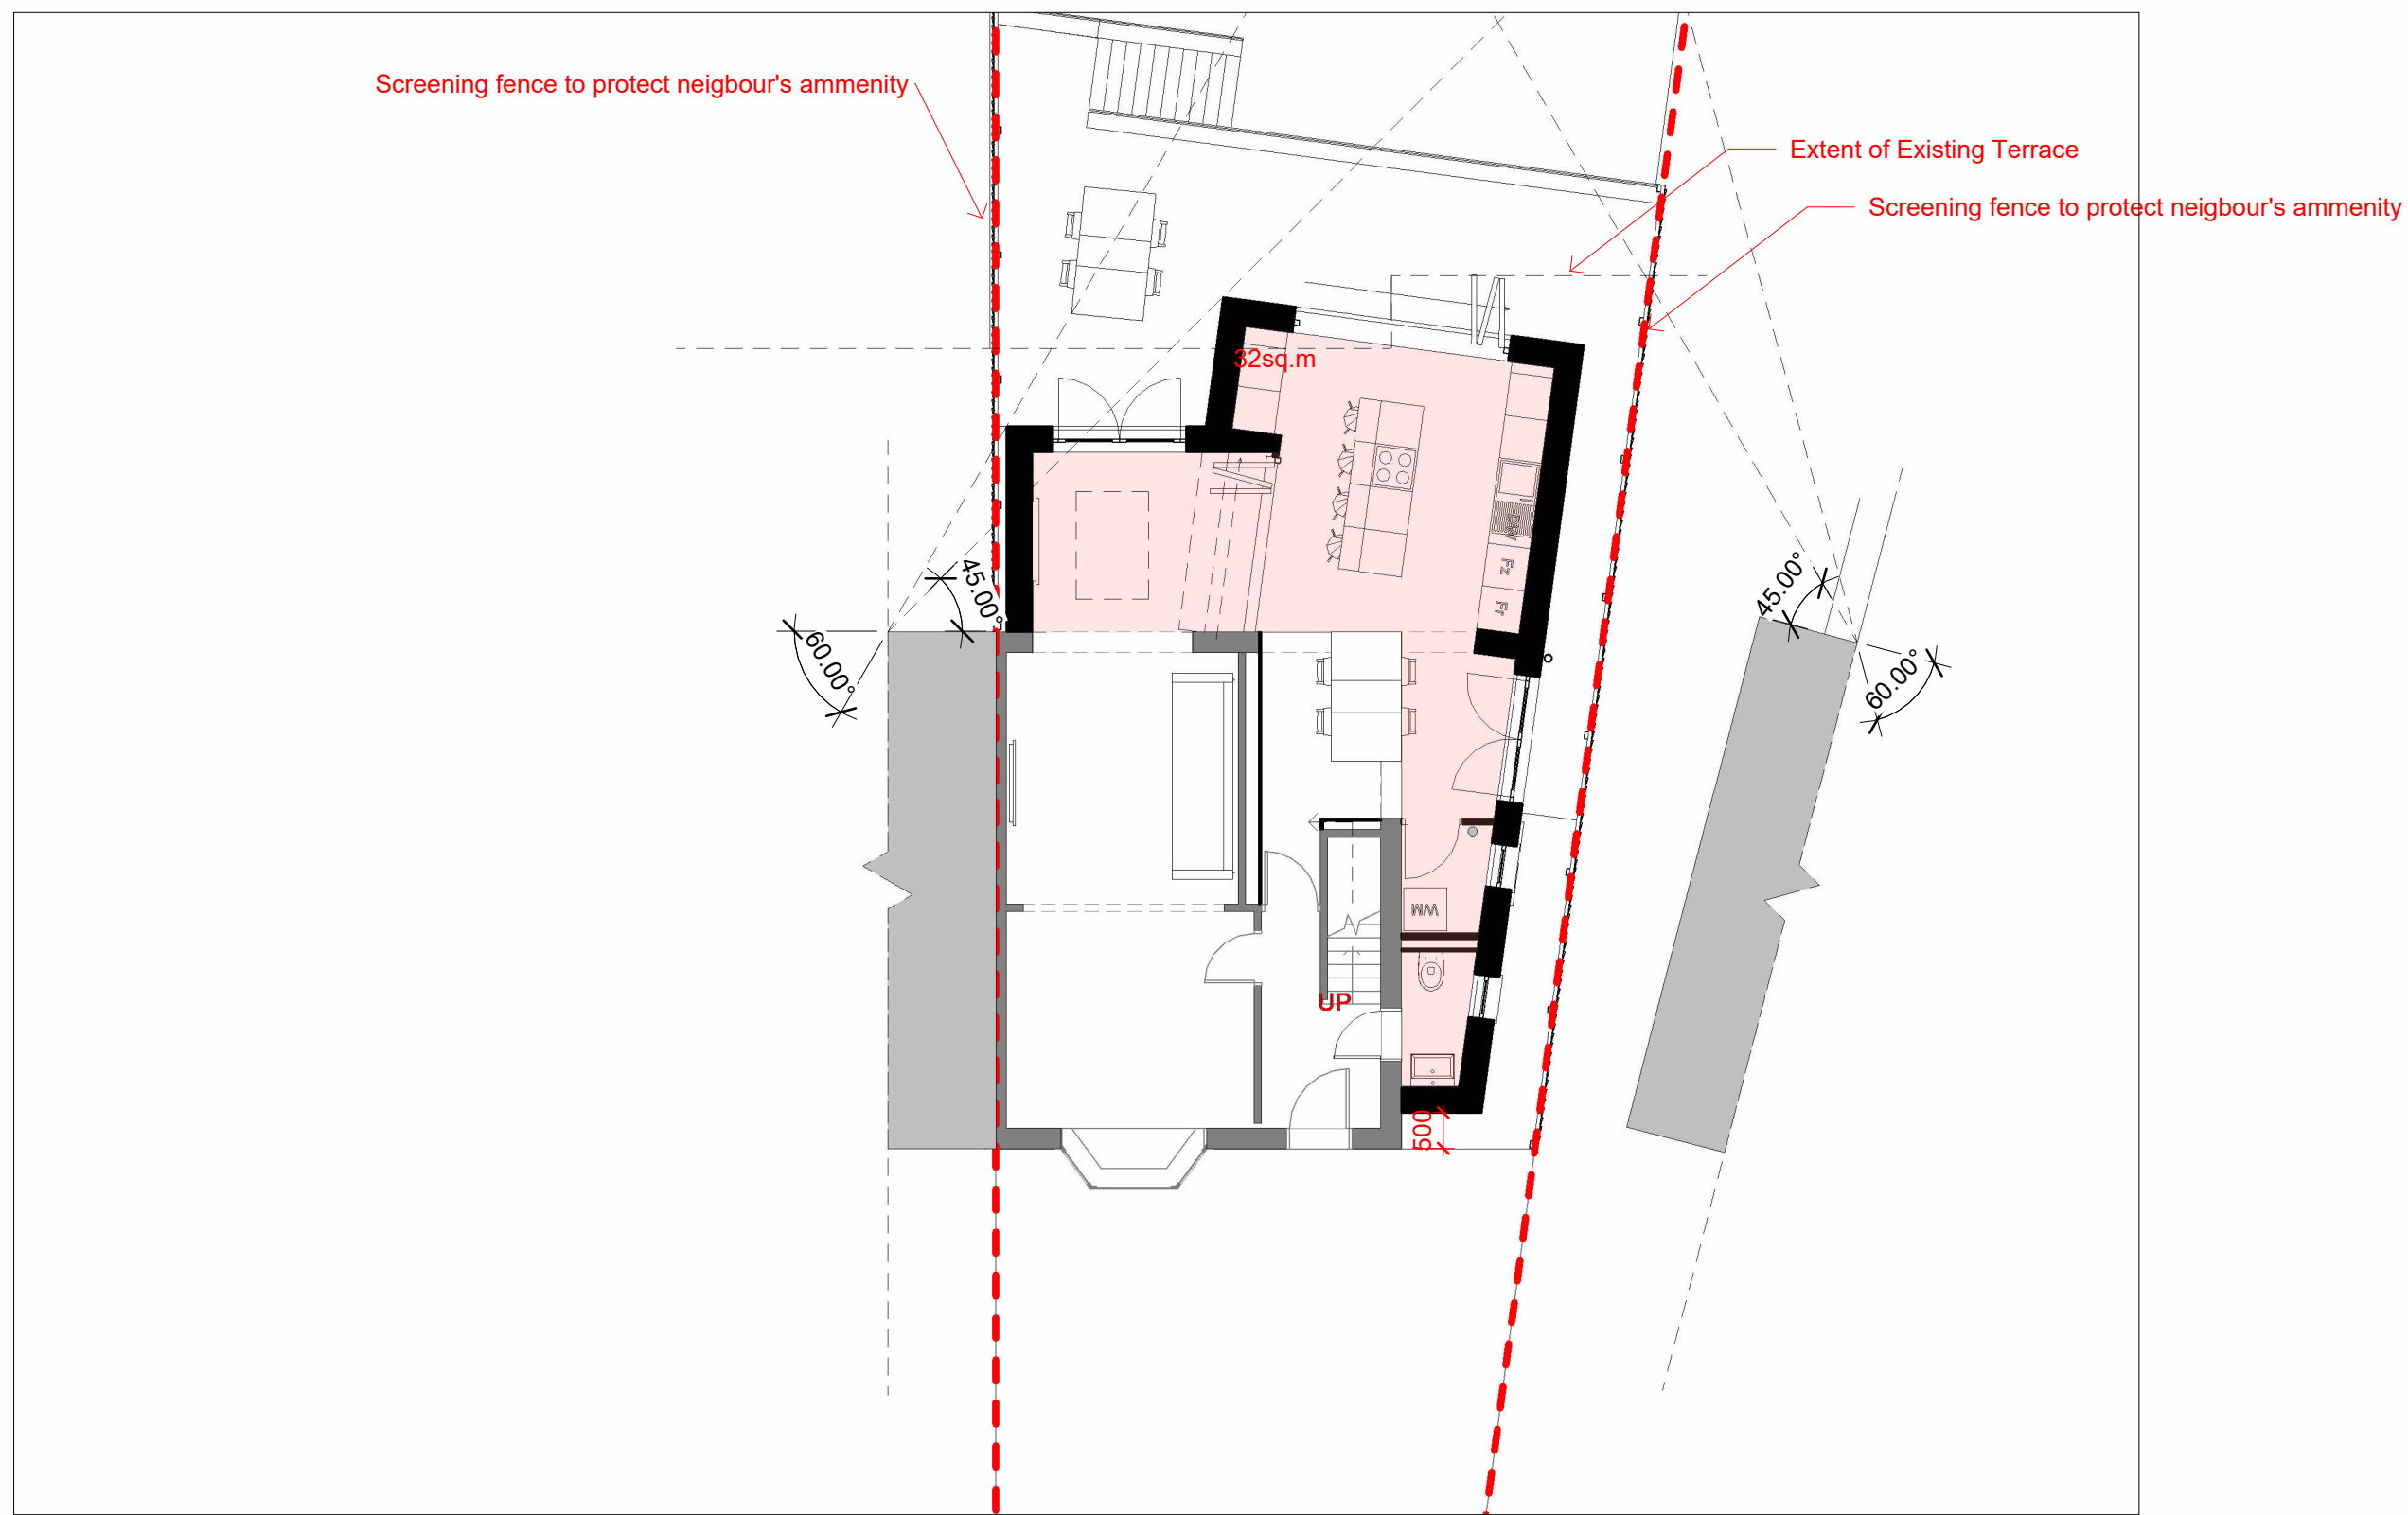 Screening fence to protect neigbour's ammenity
Extent of Existing Terrace
Screening fence to protect neigbour's ammenity
32sq.m
DW
Fz
Fr
45.00°
60.00°
45.00°
60.00°
WM
UP
500